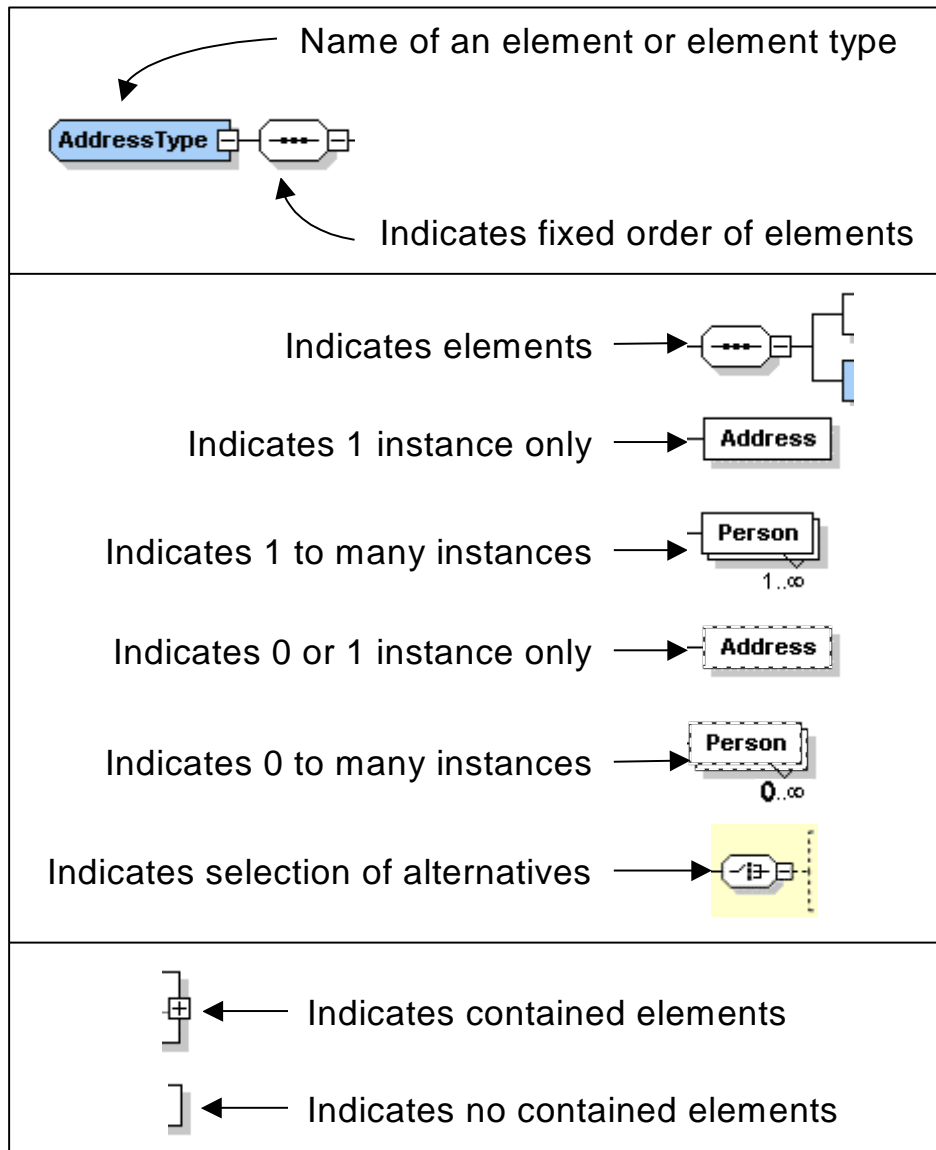 Name of an element or element type
AddressType
Indicates fixed order of elements
Indicates elements
Indicates 1 instance only
Address
Indicates 1 to many instances
Person
1..∞
Indicates 0 or 1 instance only
Address
Indicates 0 to many instances
Person
0..∞
Indicates selection of alternatives
Indicates contained elements
Indicates no contained elements